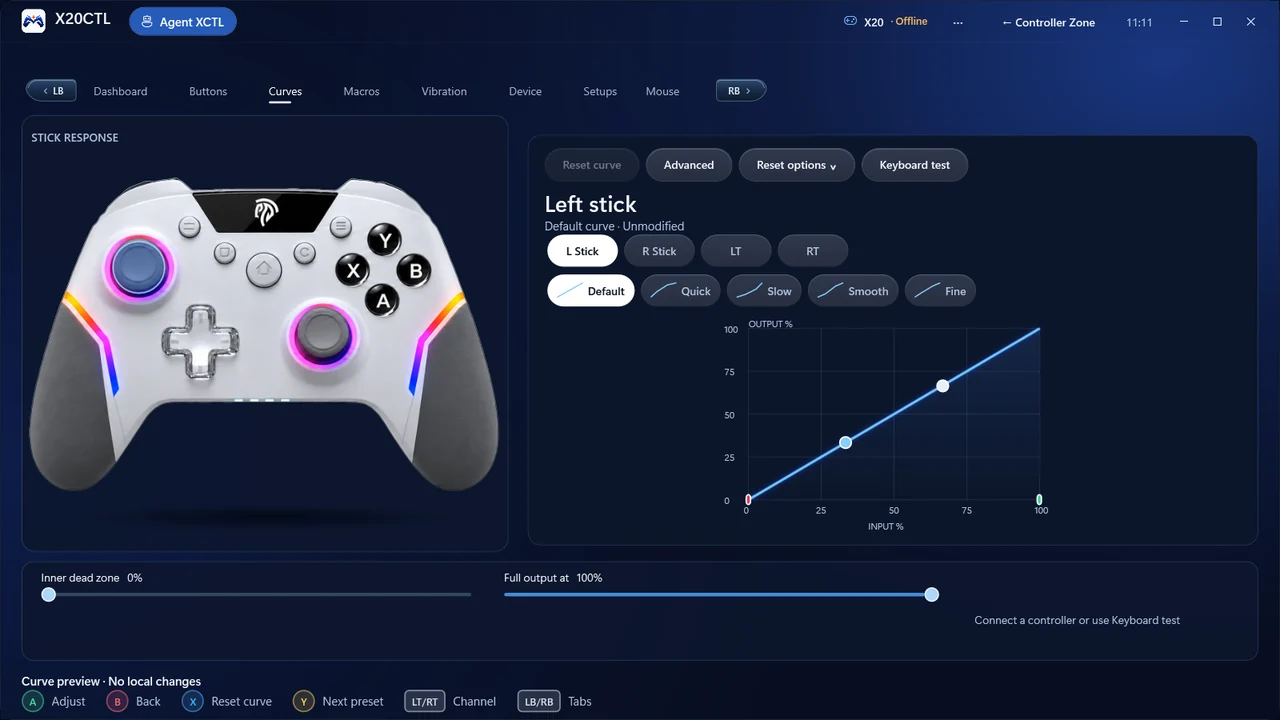 X20CTL
Agent XCTL
X20 · Offline
...
← Controller Zone
11:11
‹ LB
Dashboard
Buttons
Curves
Macros
Vibration
Device
Setups
Mouse
RB ›
STICK RESPONSE
Y
X
B
A
C
Reset curve
Advanced
Reset options v
Keyboard test
Left stick
Default curve · Unmodified
L Stick
R Stick
LT
RT
Default
Quick
Slow
Smooth
Fine
OUTPUT %
100
75
50
25
0
0
25
50
75
100
INPUT %
Inner dead zone 0%
Full output at 100%
Connect a controller or use Keyboard test
Curve preview · No local changes
A Adjust
B Back
X Reset curve
Y Next preset
LT/RT Channel
LB/RB Tabs